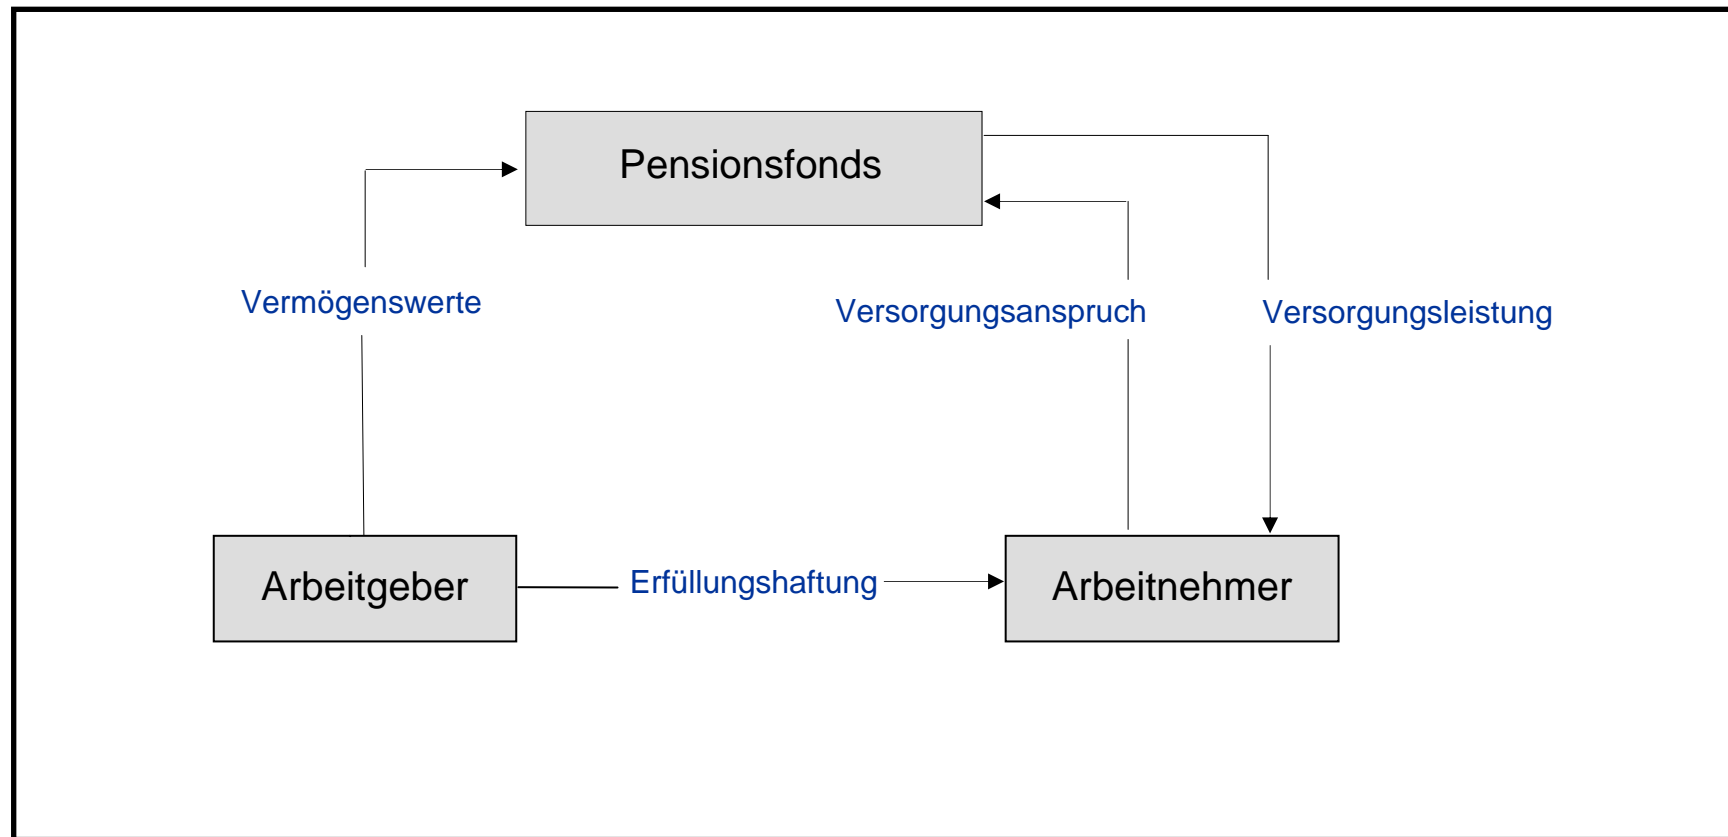 Pensionsfonds
Vermögenswerte
Versorgungsanspruch
Versorgungsleistung
Arbeitgeber
Erfüllungshaftung
Arbeitnehmer